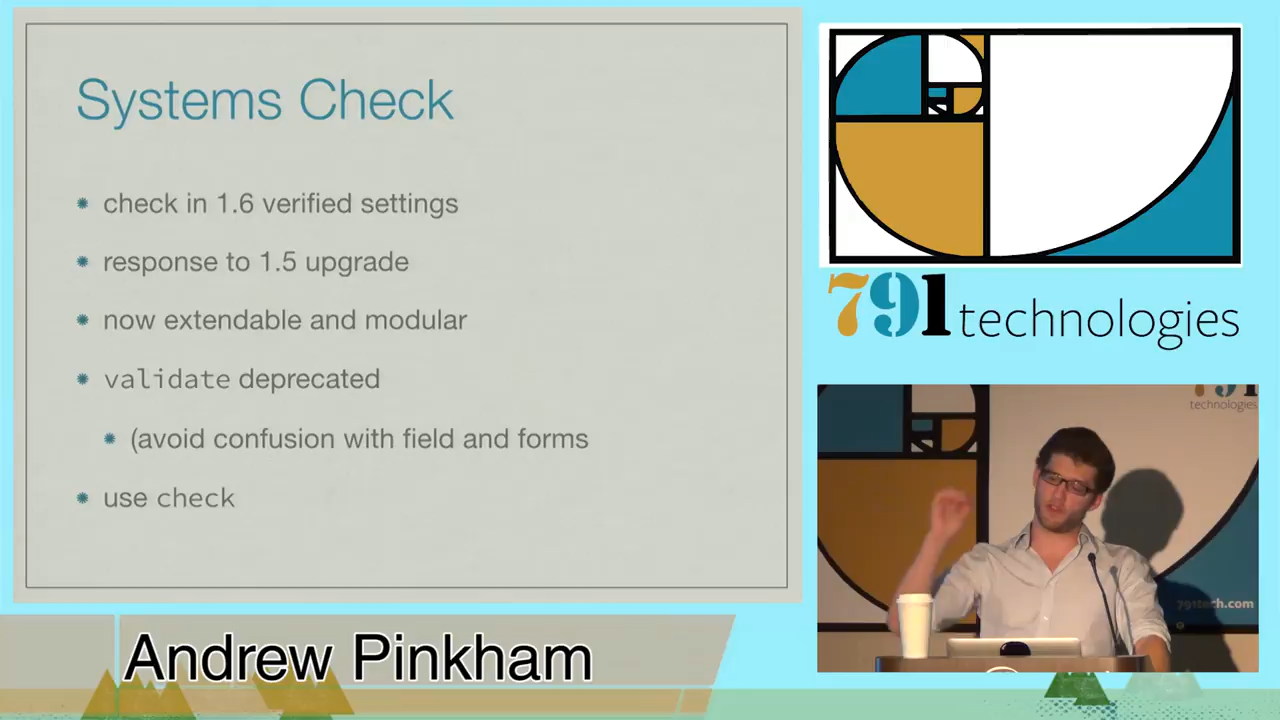 Systems Check
check in 1.6 verified settings
response to 1.5 upgrade
now extendable and modular
validate deprecated
(avoid confusion with field and forms
use check
791 technologies
791
technologies
791tech.com
Andrew Pinkham